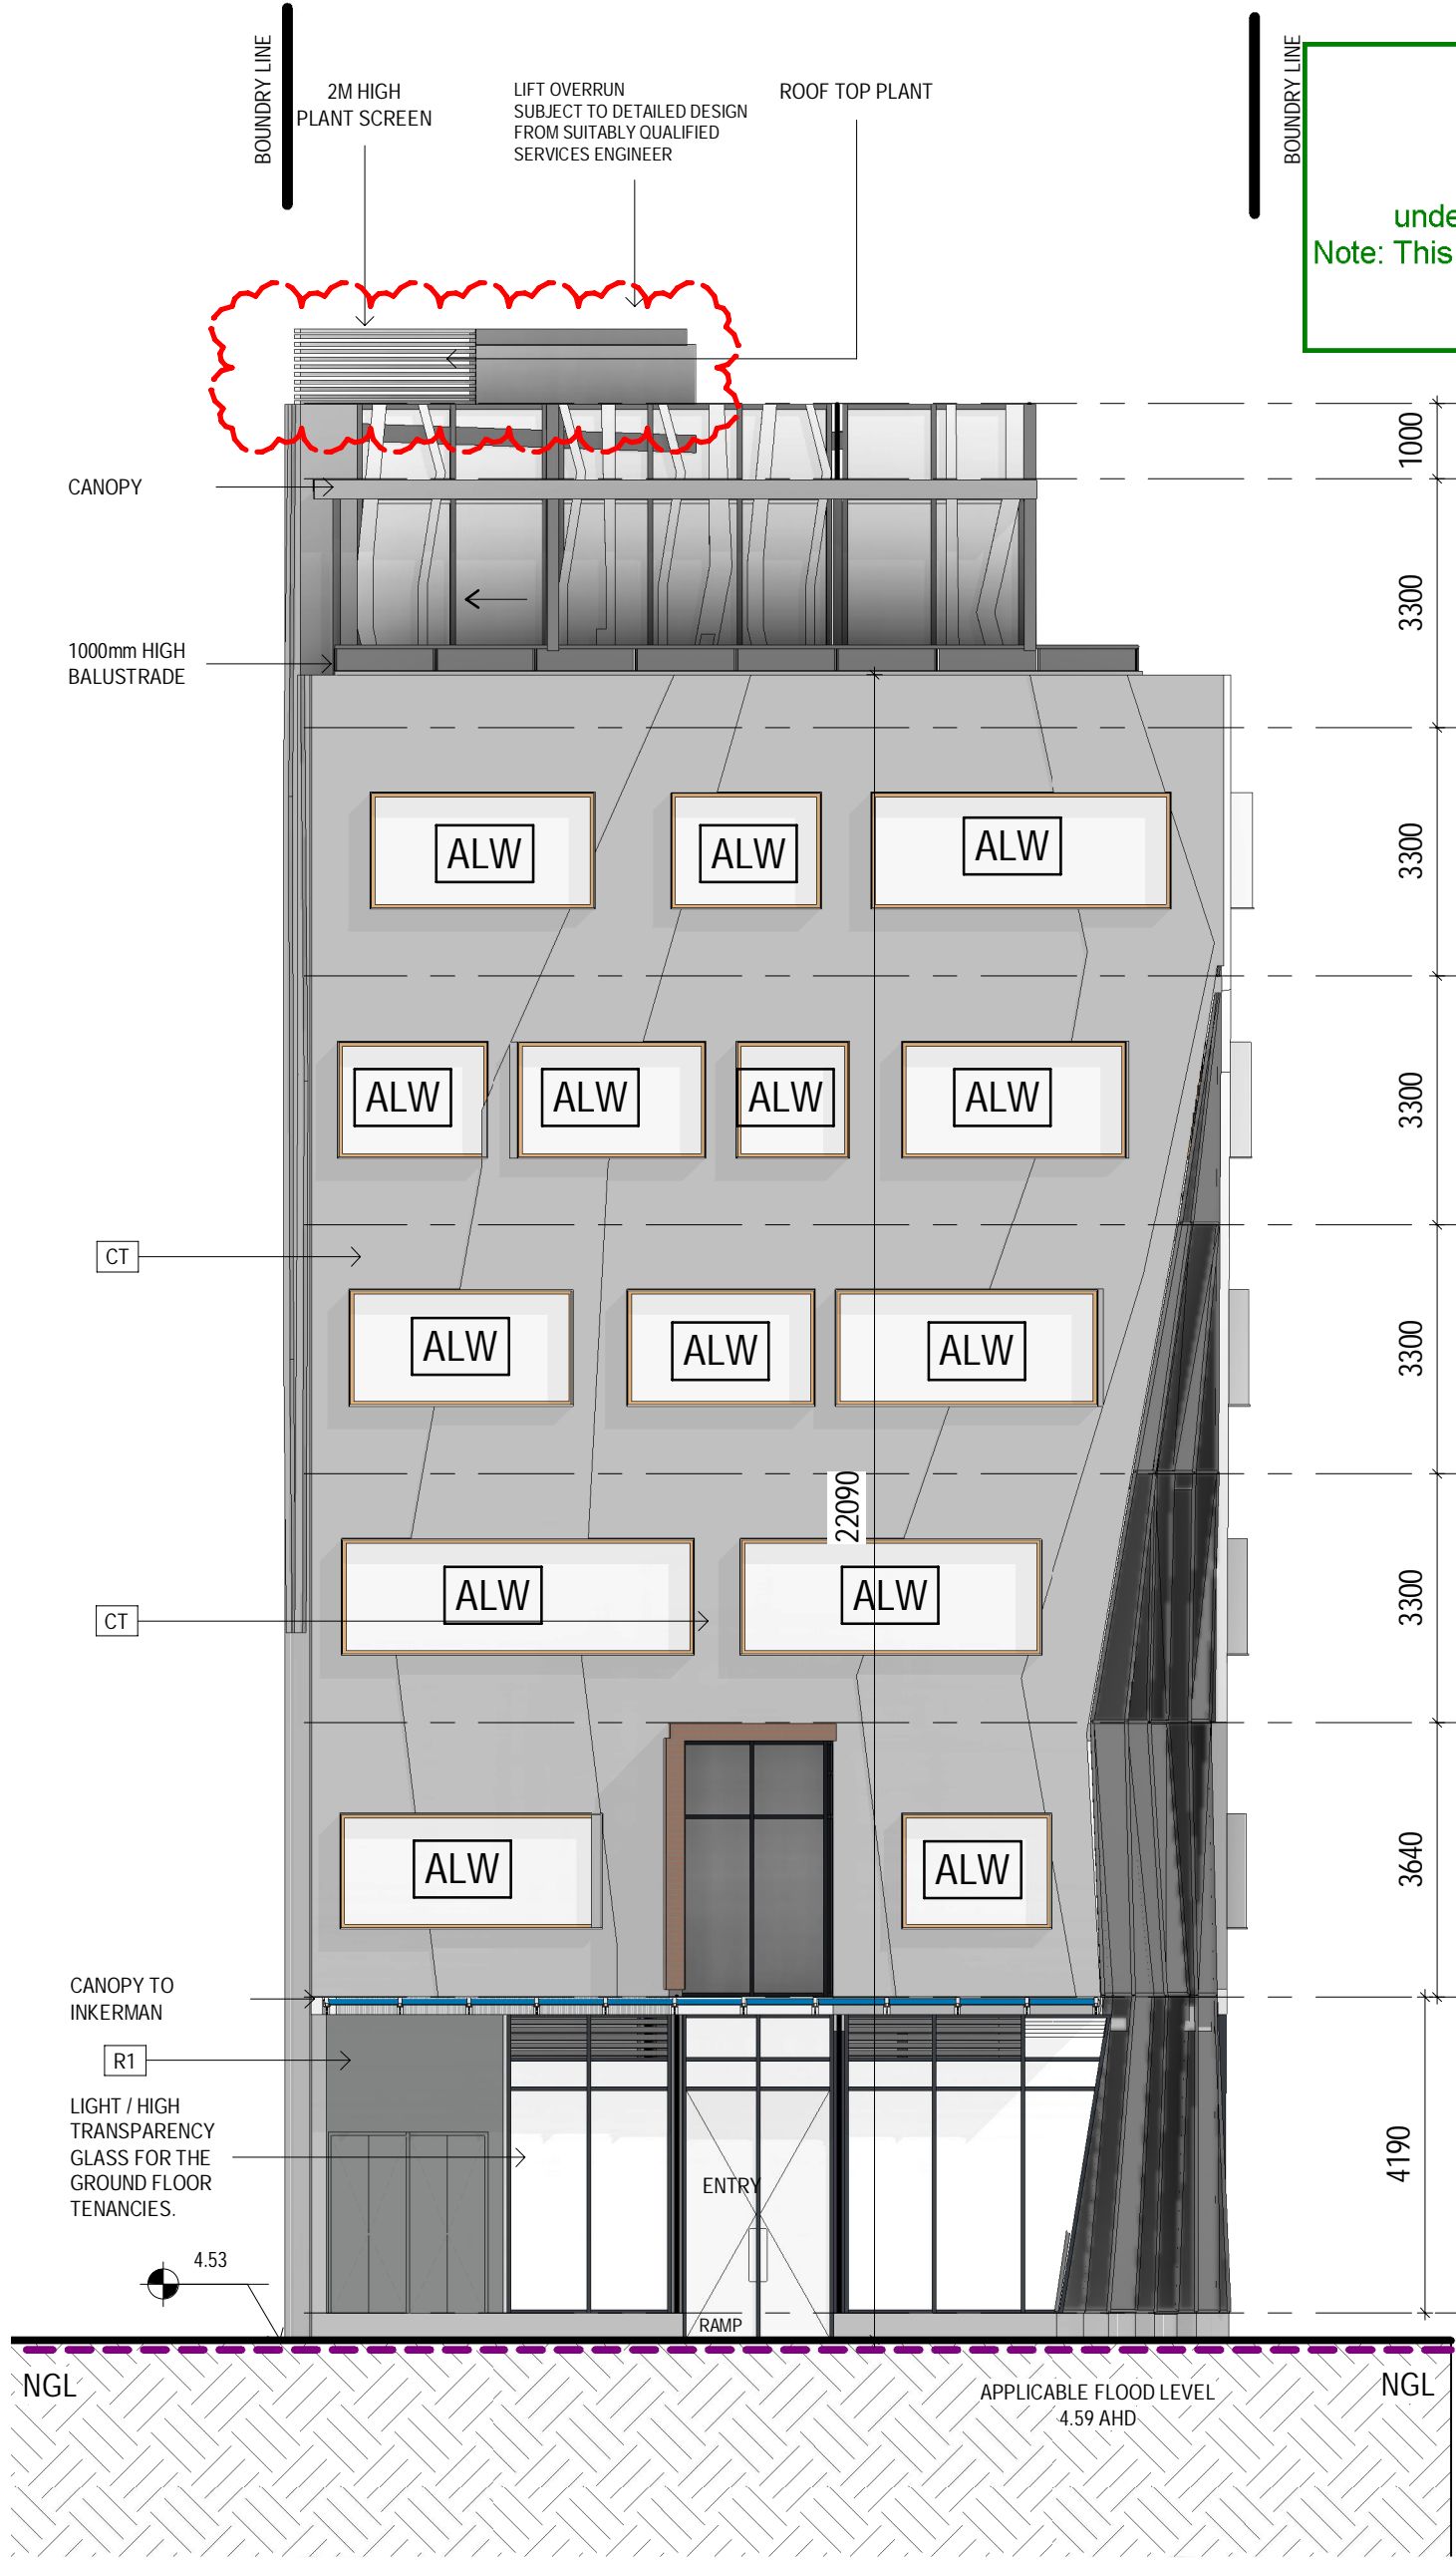 BOUNDRY LINE
2M HIGH
PLANT SCREEN
LIFT OVERRUN
SUBJECT TO DETAILED DESIGN
FROM SUITABLY QUALIFIED
SERVICES ENGINEER
ROOF TOP PLANT
BOUNDRY LINE
unde
Note: This
1000
CANOPY
3300
1000mm HIGH
BALUSTRADE
ALW
ALW
ALW
3300
ALW
ALW
ALW
ALW
3300
CT
ALW
ALW
ALW
3300
22090
ALW
ALW
3300
CT
ALW
ALW
3640
CANOPY TO
INKERMAN
R1
LIGHT / HIGH
TRANSPARENCY
GLASS FOR THE
GROUND FLOOR
TENANCIES.
4190
ENTRY
4.53
RAMP
NGL
APPLICABLE FLOOD LEVEL
4.59 AHD
NGL